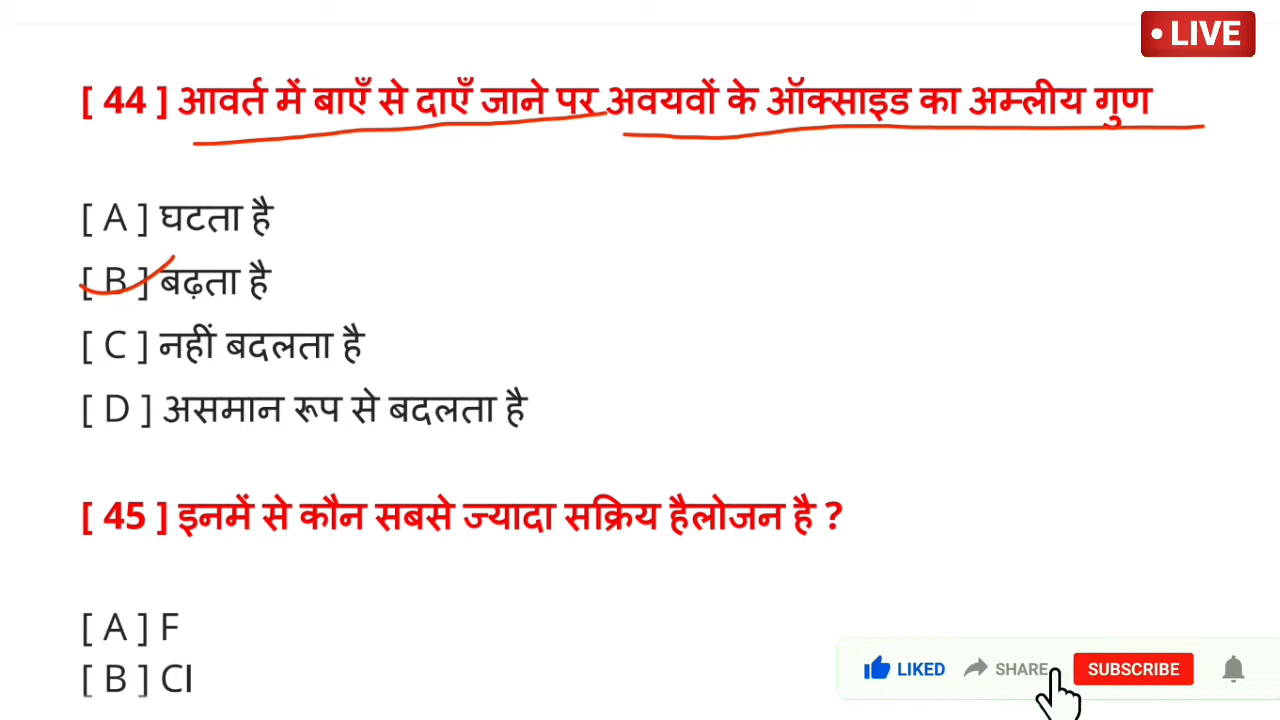 • LIVE
[ 44 ] आवर्त में बाएँ से दाएँ जाने पर अवयवों के ऑक्साइड का अम्लीय गुण
[ A ] घटता है
[ B ] बढ़ता है
[ C ] नहीं बदलता है
[ D ] असमान रूप से बदलता है
[ 45 ] इनमें से कौन सबसे ज्यादा सक्रिय हैलोजन है ?
[ A ] F
[ B ] Cl
LIKED SHARE SUBSCRIBE